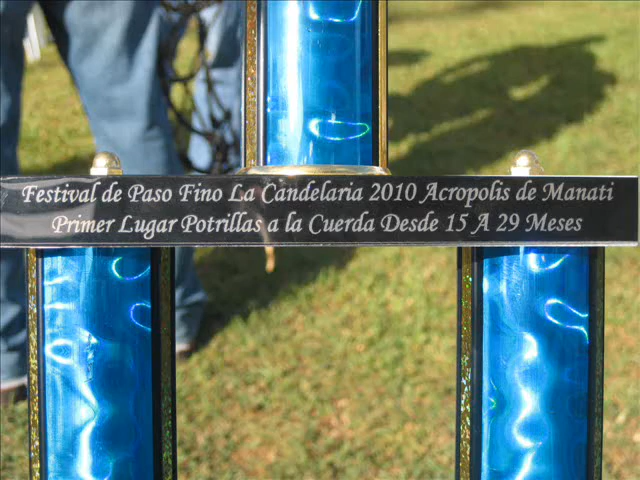 Festival de Paso Fino La Candelaria 2010 Acropolis de Manati
Primer Lugar Potrillas a la Cuerda Desde 15 A 29 Meses